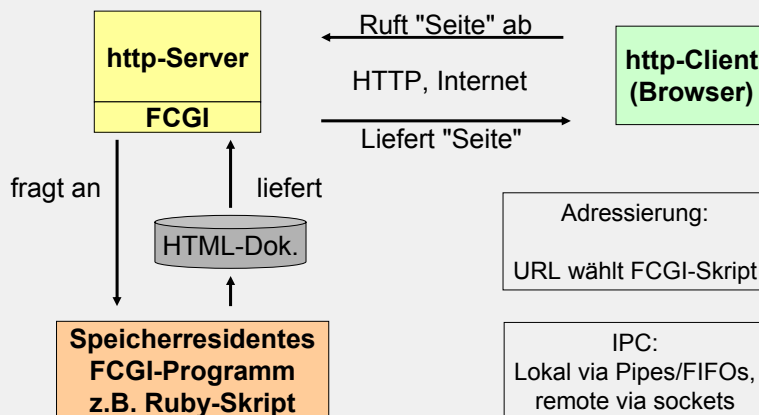 Ruft "Seite" ab
http-Server
http-Client
(Browser)
HTTP, Internet
FCGI
Liefert "Seite"
fragt an
liefert
HTML-Dok.
Adressierung:
URL wählt FCGI-Skript
Speicherresidentes
FCGI-Programm
z.B. Ruby-Skript
IPC:
Lokal via Pipes/FIFOs,
remote via sockets